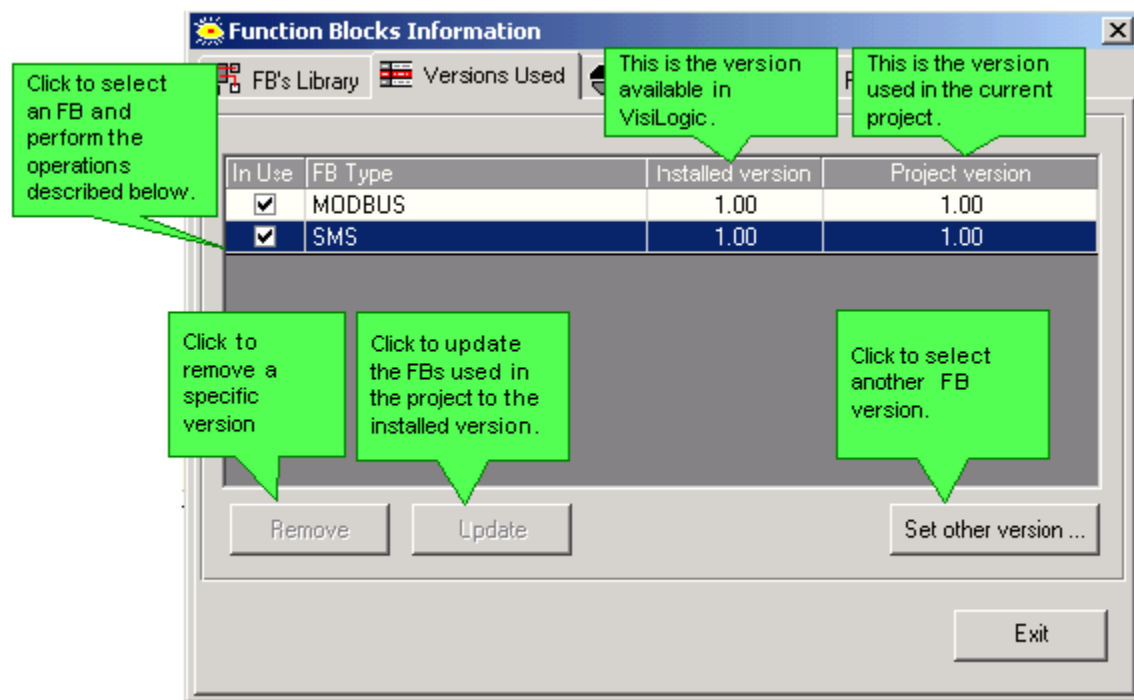 Function Blocks Information
FB's Library
Versions Used
Click to select
an FB and
perform the
operations
described below.
This is the version
available in
VisiLogic.
This is the version
used in the current
project.
In Use FB Type Installed version Project version
MODBUS 1.00 1.00
SMS 1.00 1.00
Click to
remove a
specific
version
Click to update
the FBs used in
the project to the
installed version.
Click to select
another FB
version.
Remove
Update
Set other version ...
Exit